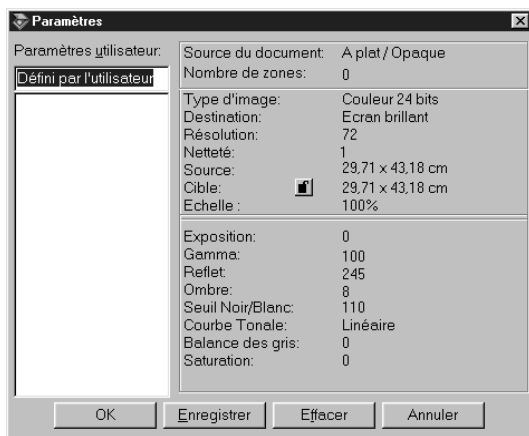 Paramètres
Paramètres utilisateur:
Défini par l'utilisateur
Source du document: A plat / Opaque
Nombre de zones: 0
Type d'image: Couleur 24 bits
Destination: Ecran brillant
Résolution: 72
Netteté: 1
Source: 29,71 x 43,18 cm
Cible: 29,71 x 43,18 cm
Echelle : 100%
Exposition: 0
Gamma: 100
Reflet: 245
Ombre: 8
Seuil Noir/Blanc: 110
Courbe Tonale: Linéaire
Balance des gris: 0
Saturation: 0
OK Enregistrer Effacer Annuler